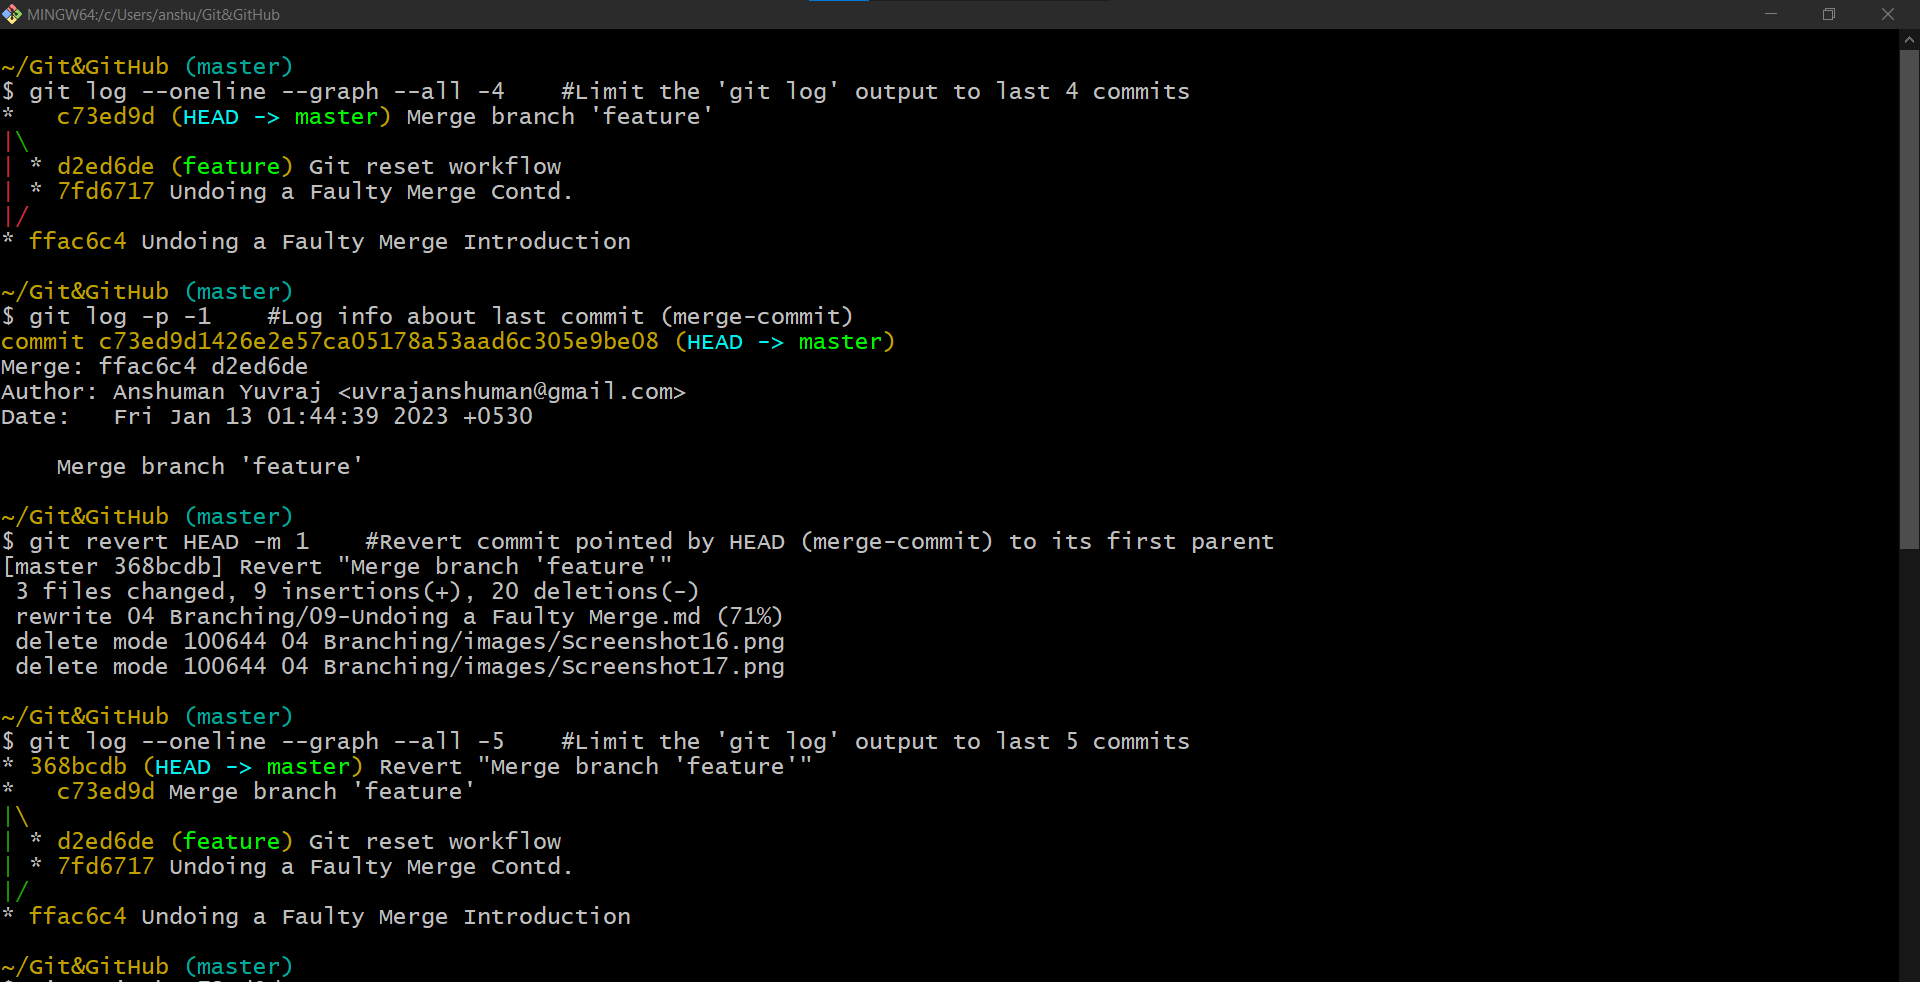 MINGW64:/c/Users/anshu/Git&GitHub
~/Git&GitHub (master)
$ git log --oneline --graph --all -4    #Limit the 'git log' output to last 4 commits
*   c73ed9d (HEAD -> master) Merge branch 'feature'
|\
| * d2ed6de (feature) Git reset workflow
| * 7fd6717 Undoing a Faulty Merge Contd.
|/
* ffac6c4 Undoing a Faulty Merge Introduction
~/Git&GitHub (master)
$ git log -p -1    #Log info about last commit (merge-commit)
commit c73ed9d1426e2e57ca05178a53aad6c305e9be08 (HEAD -> master)
Merge: ffac6c4 d2ed6de
Author: Anshuman Yuvraj <uvrajanshuman@gmail.com>
Date:   Fri Jan 13 01:44:39 2023 +0530
    Merge branch 'feature'
~/Git&GitHub (master)
$ git revert HEAD -m 1    #Revert commit pointed by HEAD (merge-commit) to its first parent
[master 368bcdb] Revert "Merge branch 'feature'"
 3 files changed, 9 insertions(+), 20 deletions(-)
 rewrite 04 Branching/09-Undoing a Faulty Merge.md (71%)
 delete mode 100644 04 Branching/images/Screenshot16.png
 delete mode 100644 04 Branching/images/Screenshot17.png
~/Git&GitHub (master)
$ git log --oneline --graph --all -5    #Limit the 'git log' output to last 5 commits
* 368bcdb (HEAD -> master) Revert "Merge branch 'feature'"
*   c73ed9d Merge branch 'feature'
|\
| * d2ed6de (feature) Git reset workflow
| * 7fd6717 Undoing a Faulty Merge Contd.
|/
* ffac6c4 Undoing a Faulty Merge Introduction
~/Git&GitHub (master)